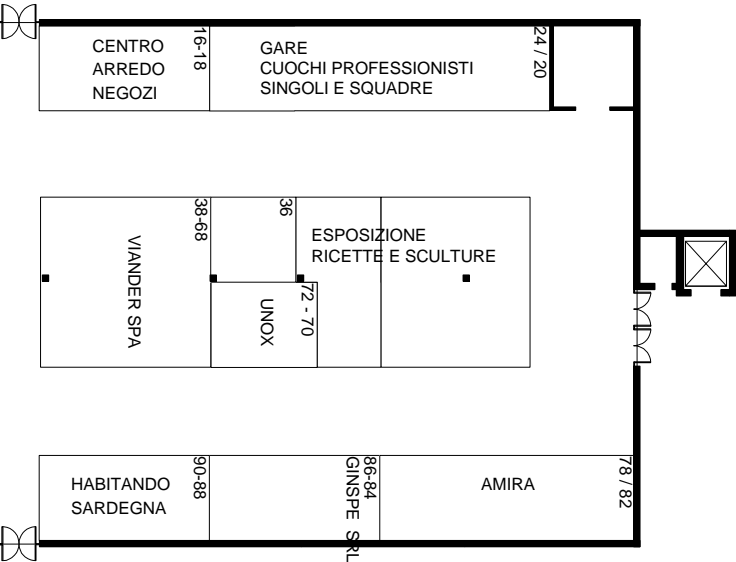 CENTRO
ARREDO
NEGOZI
16-18
GARE
CUOCHI PROFESSIONISTI
SINGOLI E SQUADRE
24 / 20
VIANDER SPA
38-68
36
ESPOSIZIONE
RICETTE E SCULTURE
UNOX
72 - 70
HABITANDO
SARDEGNA
90-88
86-84
GINSPE SRL
AMIRA
78 / 82